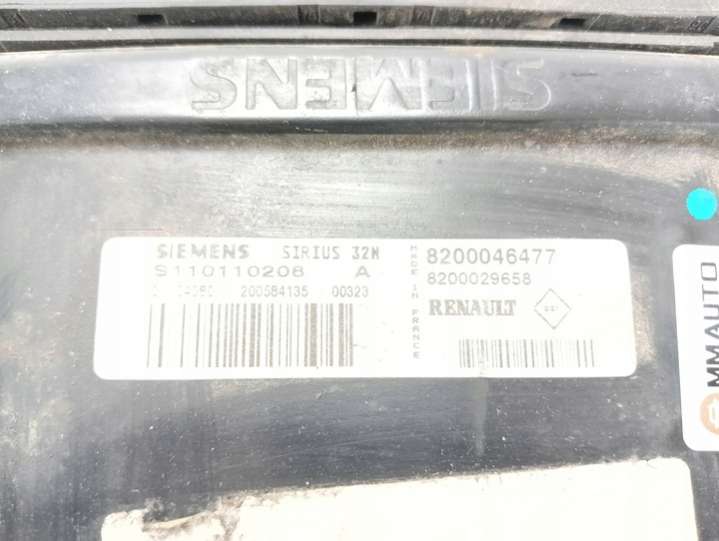 SIEMENS
SIEMENS SIRIUS 32N
S110110208 A
200584135 00323
MADE IN FRANCE
8200046477
8200029658
RENAULT
MMAUTO